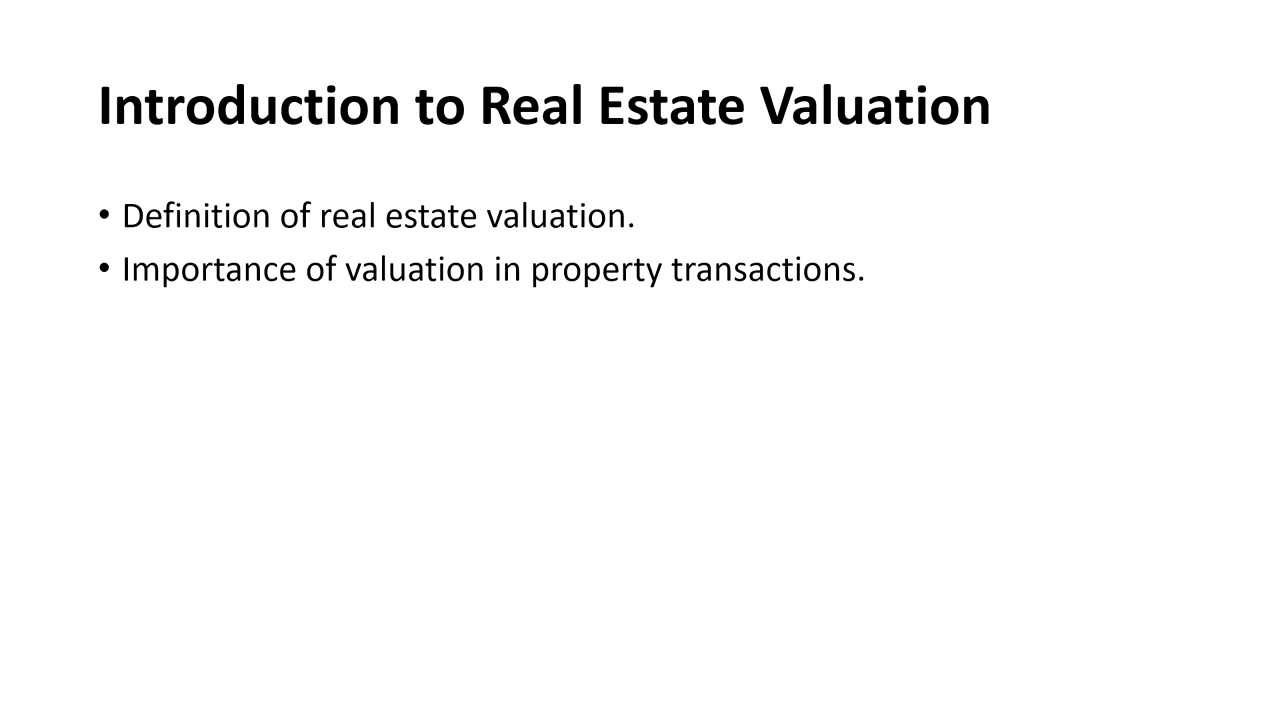 Introduction to Real Estate Valuation
• Definition of real estate valuation.
• Importance of valuation in property transactions.